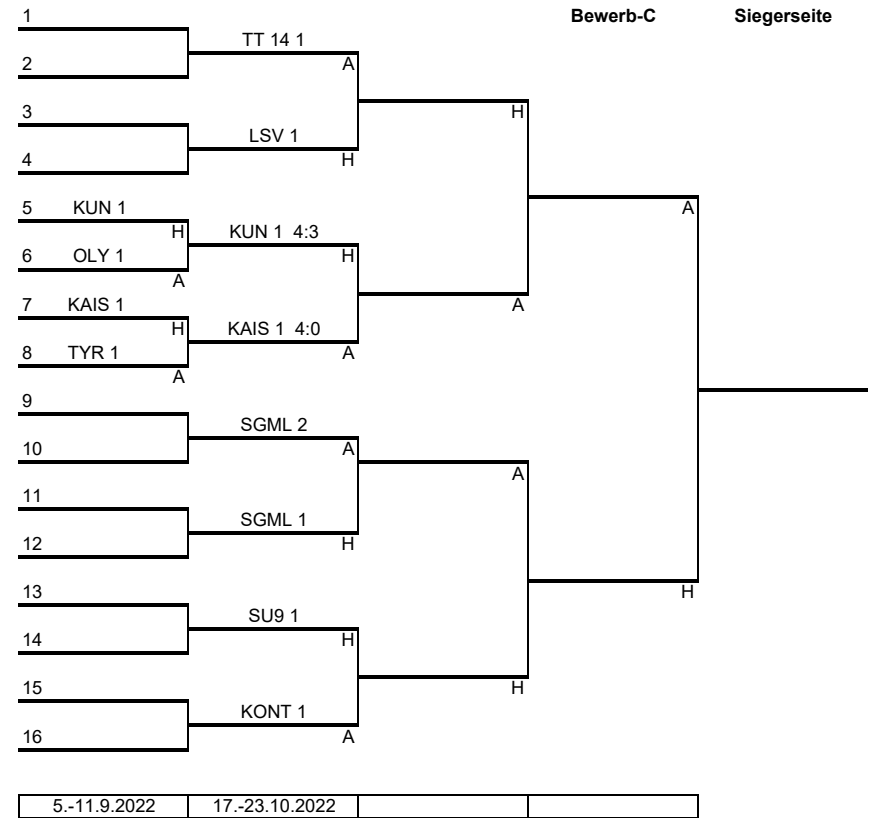 1 Bewerb-C Siegerseite
TT 14 1
2 A
3 H
LSV 1
4 H
5 KUN 1 A
H KUN 1 4:3
6 OLY 1 H
A
7 KAIS 1 A
H KAIS 1 4:0
8 TYR 1 A
A
9
SGML 2
10 A
A
11
SGML 1
12 H
13 H
SU9 1
14 H
15 H
KONT 1
16 A
5.-11.9.2022 17.-23.10.2022